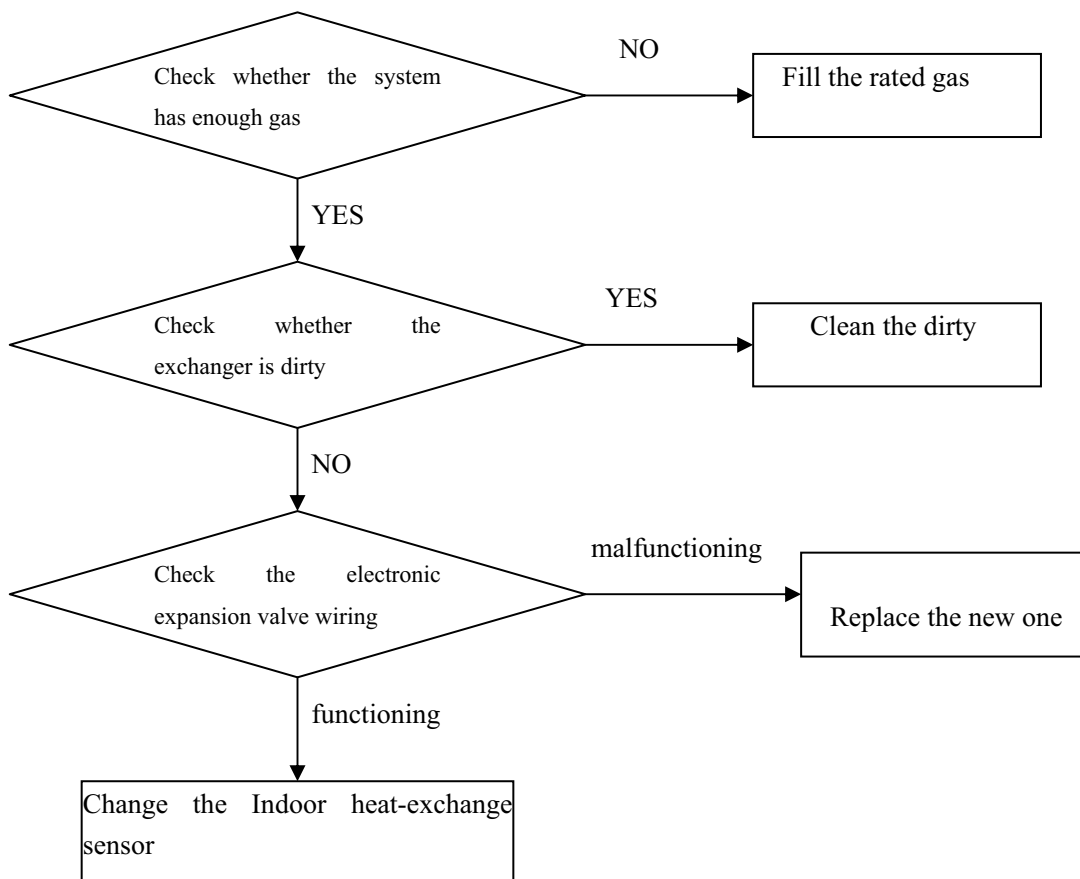 NO
Check whether the system
has enough gas
Fill the rated gas
YES
YES
Check whether the
exchanger is dirty
Clean the dirty
NO
malfunctioning
Check the electronic
expansion valve wiring
Replace the new one
functioning
Change the Indoor heat-exchange
sensor